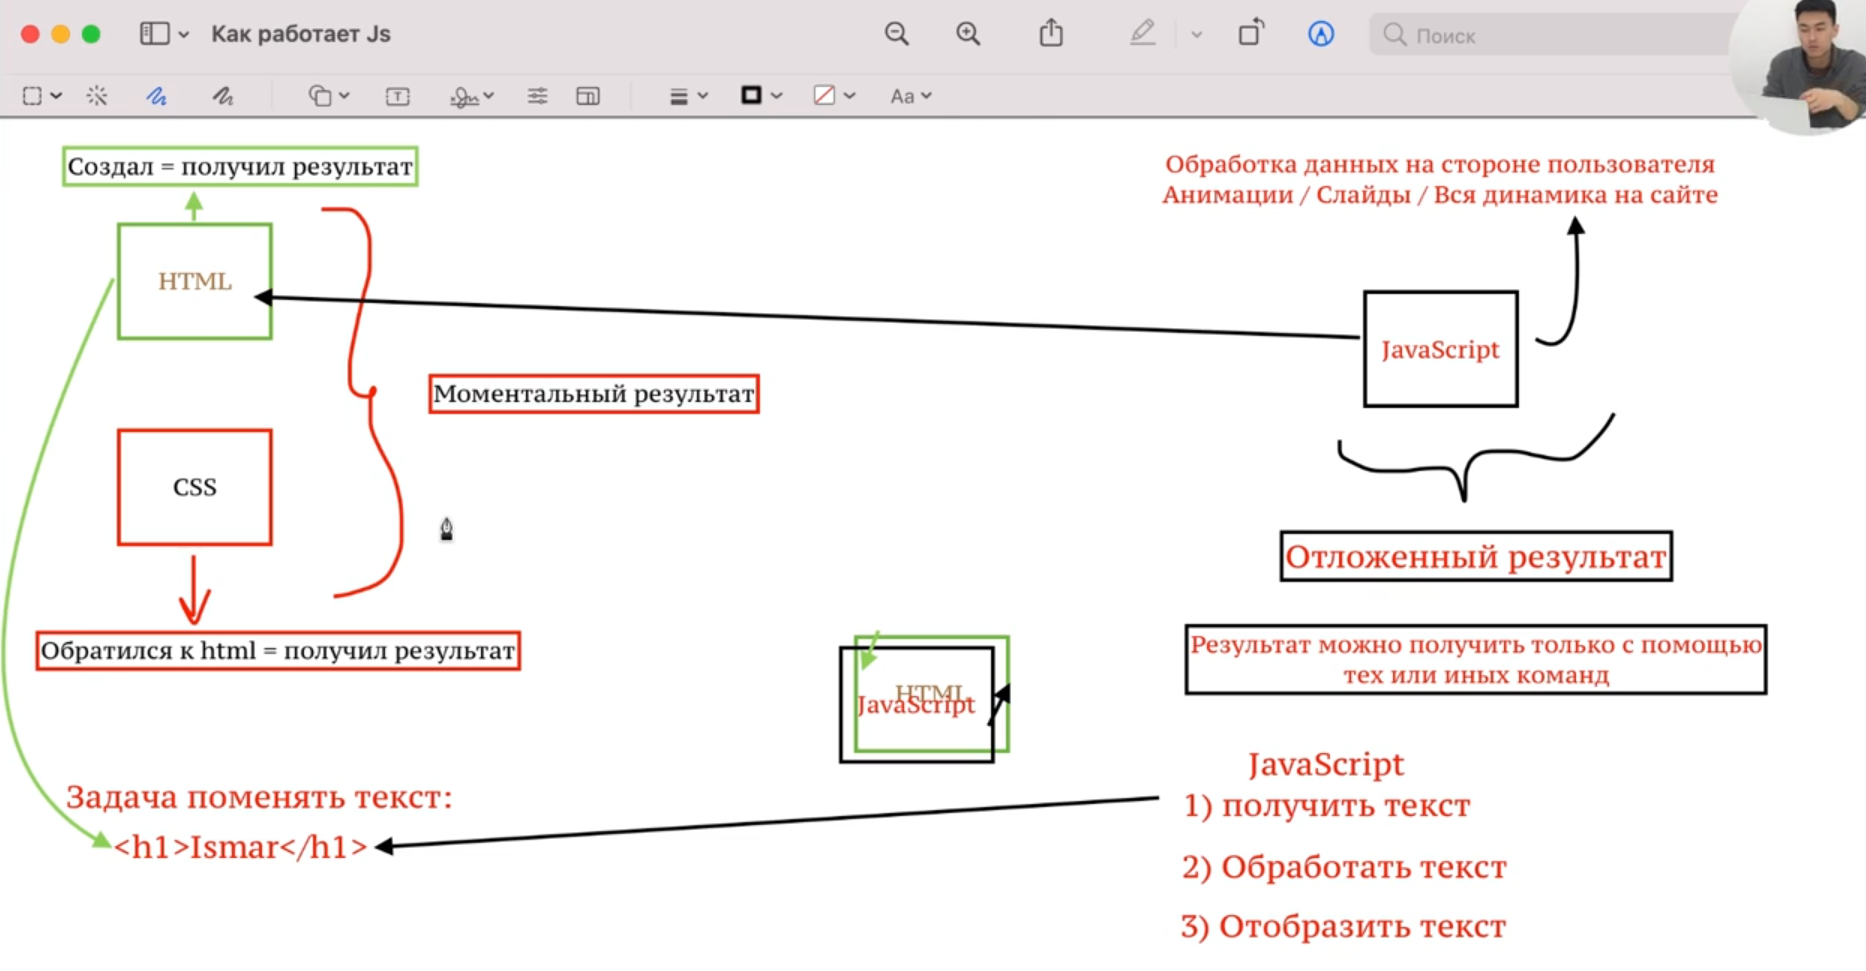 Как работает Js
Поиск
Aa
Создал = получил результат
HTML
Моментальный результат
CSS
Обратился к html = получил результат
Задача поменять текст:
<h1>Ismar</h1>
HTML
JavaScript
Обработка данных на стороне пользователя
Анимации / Слайды / Вся динамика на сайте
JavaScript
Отложенный результат
Результат можно получить только с помощью
тех или иных команд
JavaScript
1) получить текст
2) Обработать текст
3) Отобразить текст